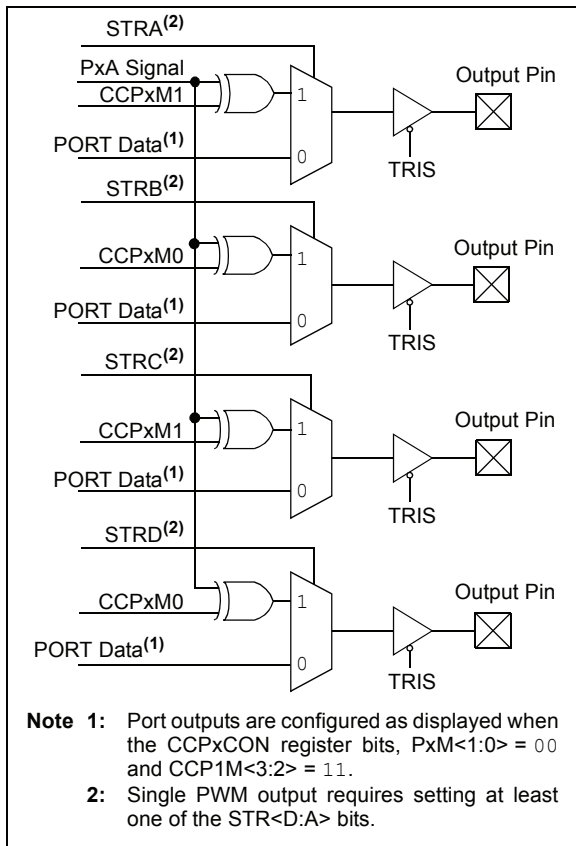 STRA(2)
PxA Signal
CCPxM1
1
Output Pin
PORT Data(1)
0
TRIS
STRB(2)
CCPxM0
1
Output Pin
PORT Data(1)
0
TRIS
STRC(2)
CCPxM1
1
Output Pin
PORT Data(1)
0
TRIS
STRD(2)
CCPxM0
1
Output Pin
PORT Data(1)
0
TRIS
Note 1: Port outputs are configured as displayed when
the CCPxCON register bits, PxM<1:0> = 00
and CCP1M<3:2> = 11.
2: Single PWM output requires setting at least
one of the STR<D:A> bits.